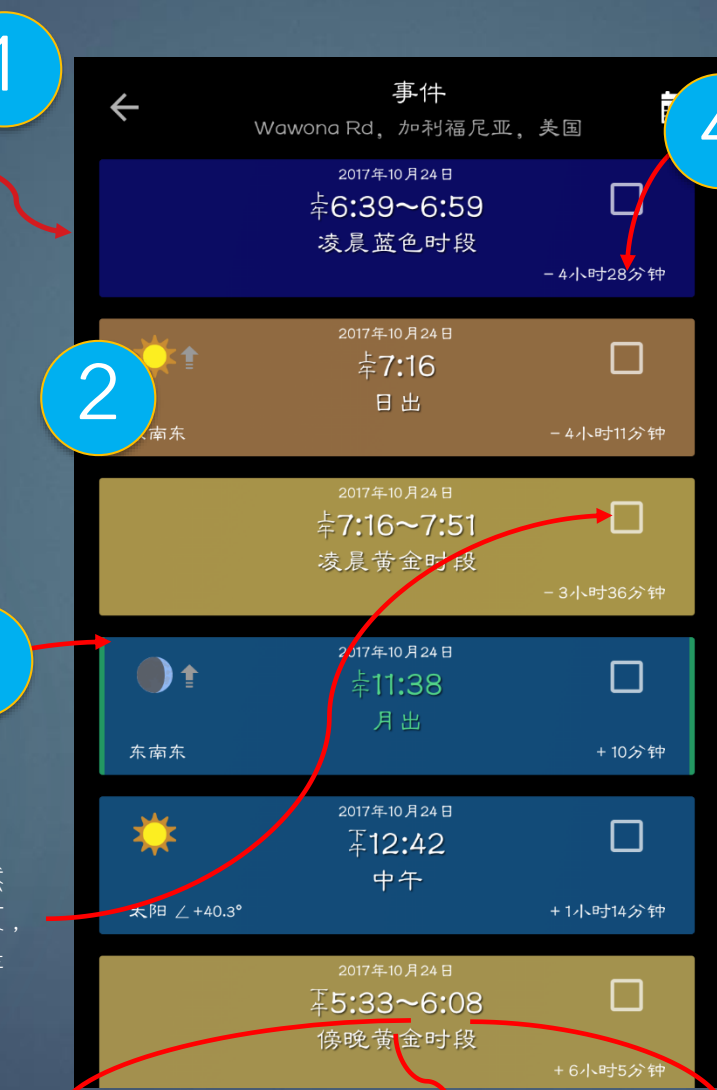 1
事件
Wawona Rd，加利福尼亚，美国
4
2017年10月24日
上午6:39～6:59
凌晨蓝色时段
－4小时28分钟
2
2017年10月24日
上午7:16
日出
南东
－4小时11分钟
2017年10月24日
上午7:16～7:51
凌晨黄金时段
－3小时36分钟
2017年10月24日
上午11:38
月出
东南东
＋10分钟
2017年10月24日
下午12:42
中午
太阳 ∠ +40.3°
＋1小时14分钟
2017年10月24日
下午5:33～6:08
傍晚黄金时段
＋6小时5分钟